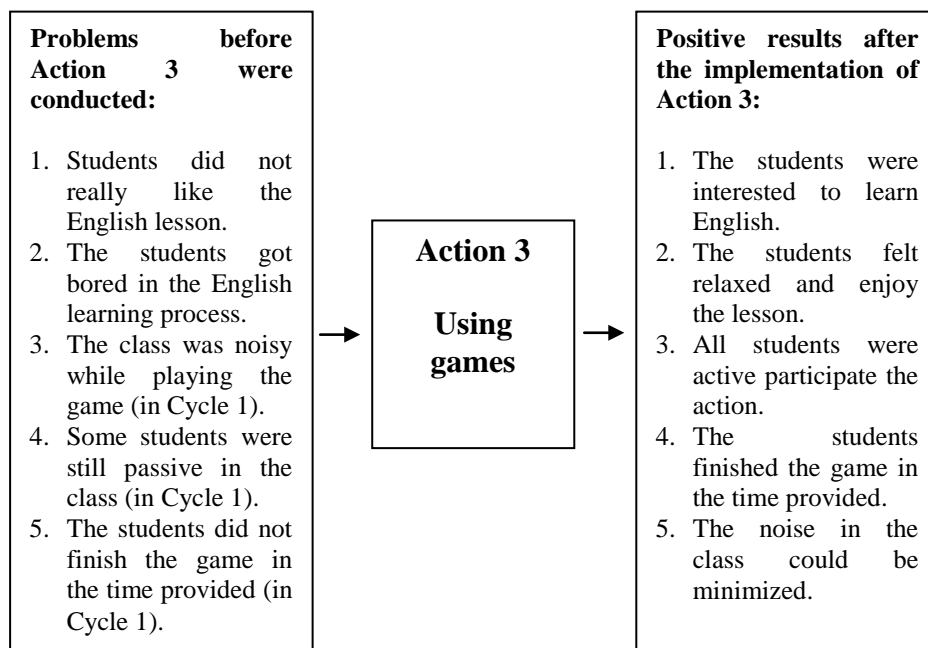 Problems before
Action 3 were
conducted:
1. Students did not
really like the
English lesson.
2. The students got
bored in the English
learning process.
3. The class was noisy
while playing the
game (in Cycle 1).
4. Some students were
still passive in the
class (in Cycle 1).
5. The students did not
finish the game in
the time provided (in
Cycle 1).
Action 3
Using
games
Positive results after
the implementation of
Action 3:
1. The students were
interested to learn
English.
2. The students felt
relaxed and enjoy
the lesson.
3. All students were
active participate the
action.
4. The students
finished the game in
the time provided.
5. The noise in the
class could be
minimized.